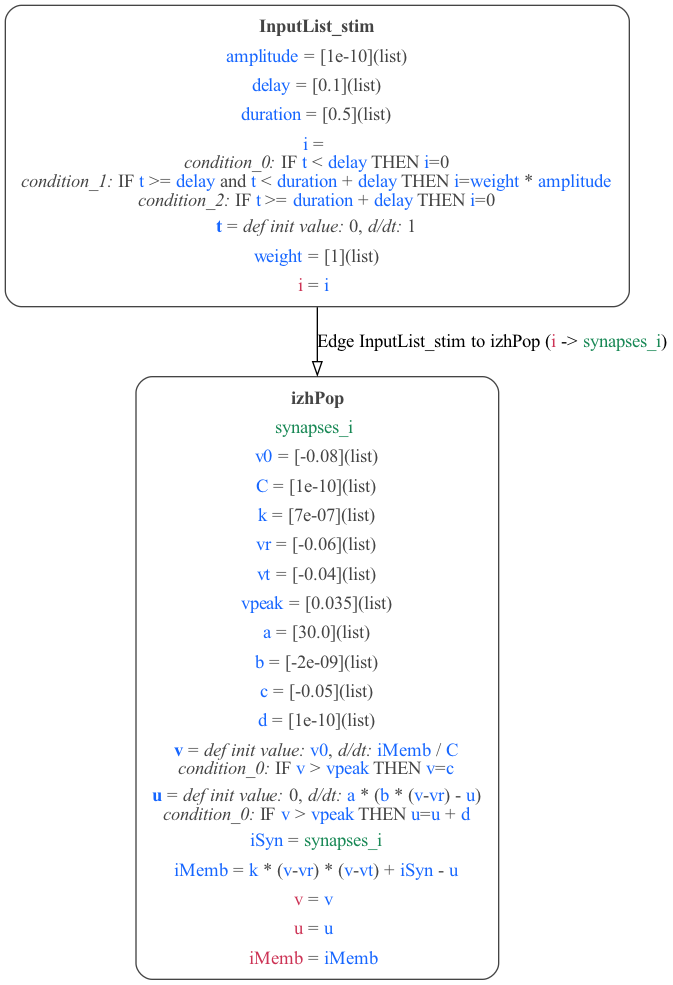 InputList_stim
amplitude = [1e-10](list)
delay = [0.1](list)
duration = [0.5](list)
i =
condition_0: IF t < delay THEN i=0
condition_1: IF t >= delay and t < duration + delay THEN i=weight * amplitude
condition_2: IF t >= duration + delay THEN i=0
t = def init value: 0, d/dt: 1
weight = [1](list)
i = i
Edge InputList_stim to izhPop (i -> synapses_i)
izhPop
synapses_i
v0 = [-0.08](list)
C = [1e-10](list)
k = [7e-07](list)
vr = [-0.06](list)
vt = [-0.04](list)
vpeak = [0.035](list)
a = [30.0](list)
b = [-2e-09](list)
c = [-0.05](list)
d = [1e-10](list)
v = def init value: v0, d/dt: iMemb / C
condition_0: IF v > vpeak THEN v=c
u = def init value: 0, d/dt: a * (b * (v-vr) - u)
condition_0: IF v > vpeak THEN u=u + d
iSyn = synapses_i
iMemb = k * (v-vr) * (v-vt) + iSyn - u
v = v
u = u
iMemb = iMemb